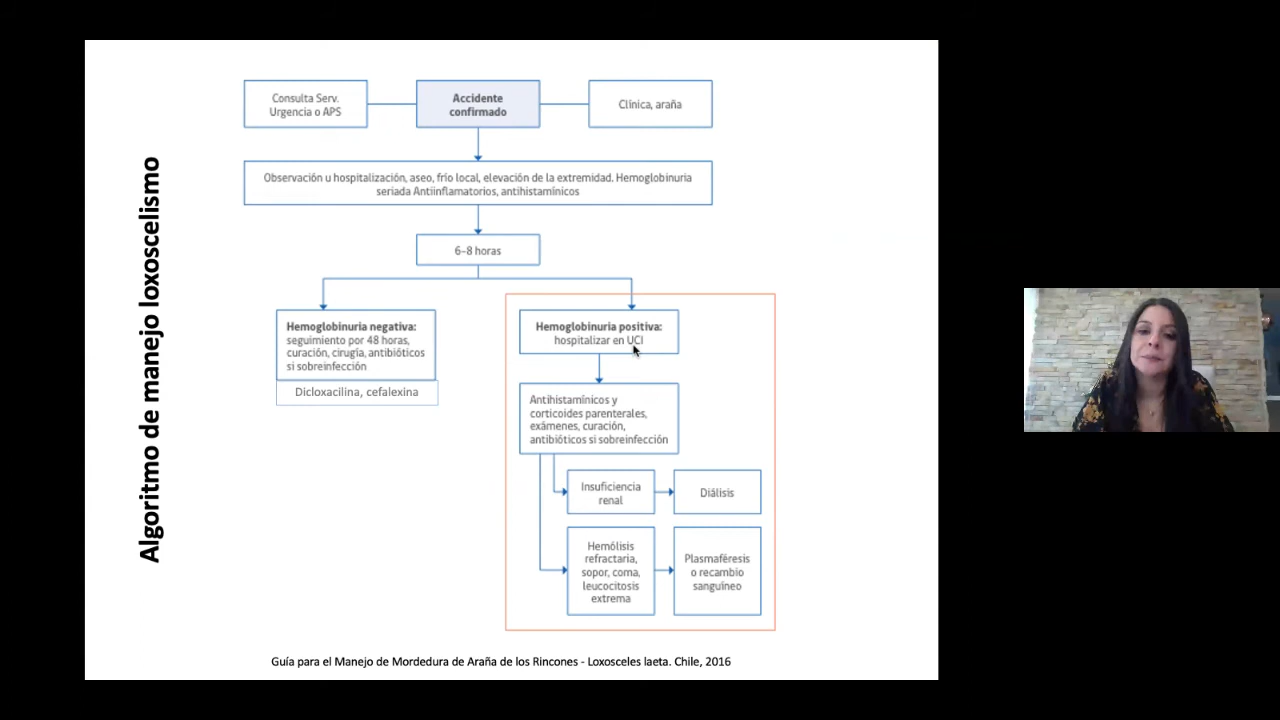 Algoritmo de manejo loxoscelismo
Consulta Serv.
Urgencia o APS
Accidente
confirmado
Clínica, araña
Observación u hospitalización, aseo, frío local, elevación de la extremidad. Hemoglobinuria
seriada Antiinflamatorios, antihistamínicos
6–8 horas
Hemoglobinuria negativa:
seguimiento por 48 horas,
curación, cirugía, antibióticos
si sobreinfección
Dicloxacilina, cefalexina
Hemoglobinuria positiva:
hospitalizar en UCI
Antihistamínicos y
corticoides parenterales,
exámenes, curación,
antibióticos si sobreinfección
Insuficiencia
renal
Diálisis
Hemólisis
refractaria,
sopor, coma,
leucocitosis
extrema
Plasmaféresis
o recambio
sanguíneo
Guía para el Manejo de Mordedura de Araña de los Rincones - Loxosceles laeta. Chile, 2016